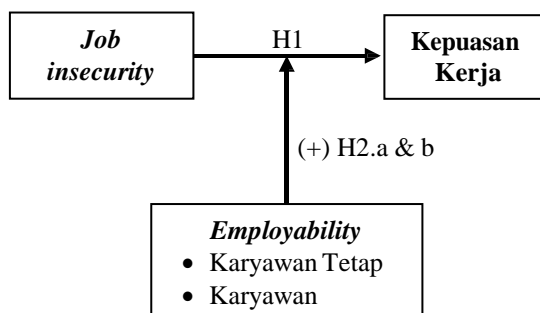 Job
insecurity
H1
Kepuasan
Kerja
(+) H2.a & b
Employability
• Karyawan Tetap
• Karyawan